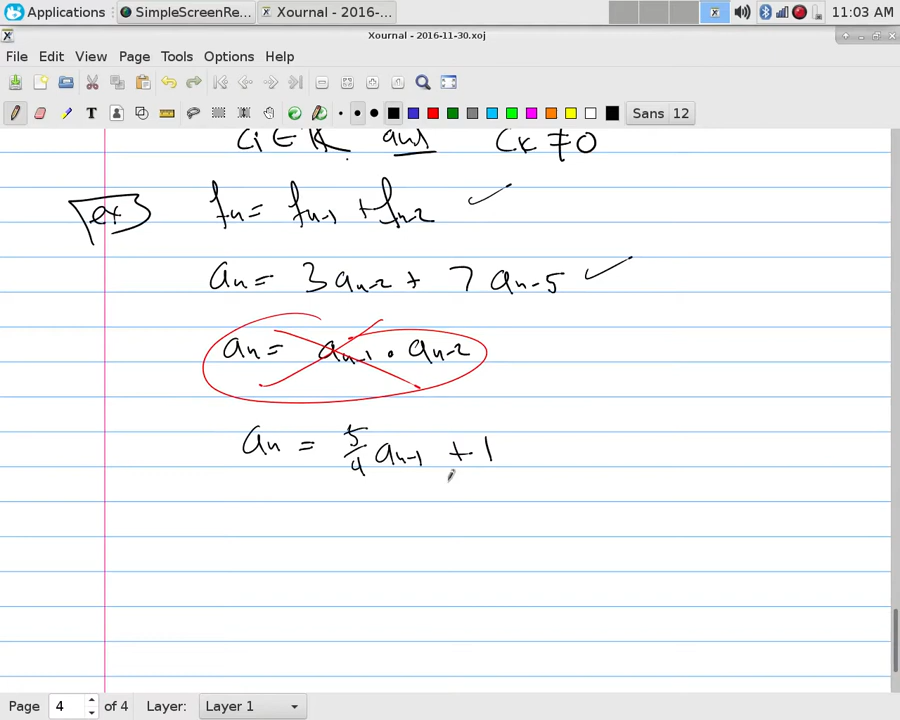 Applications SimpleScreenRe... Xournal - 2016-... 11:03 AM
Xournal - 2016-11-30.xoj
File Edit View Page Tools Options Help
Sans 12
Ci ∈ ℝ and Ck ≠ 0
ex fn = fn-1 + fn-2 ✓
an = 3an-2 + 7an-5 ✓
an = an-1 · an-2
an = 5/4 an-1 + 1
Page 4 of 4 Layer: Layer 1